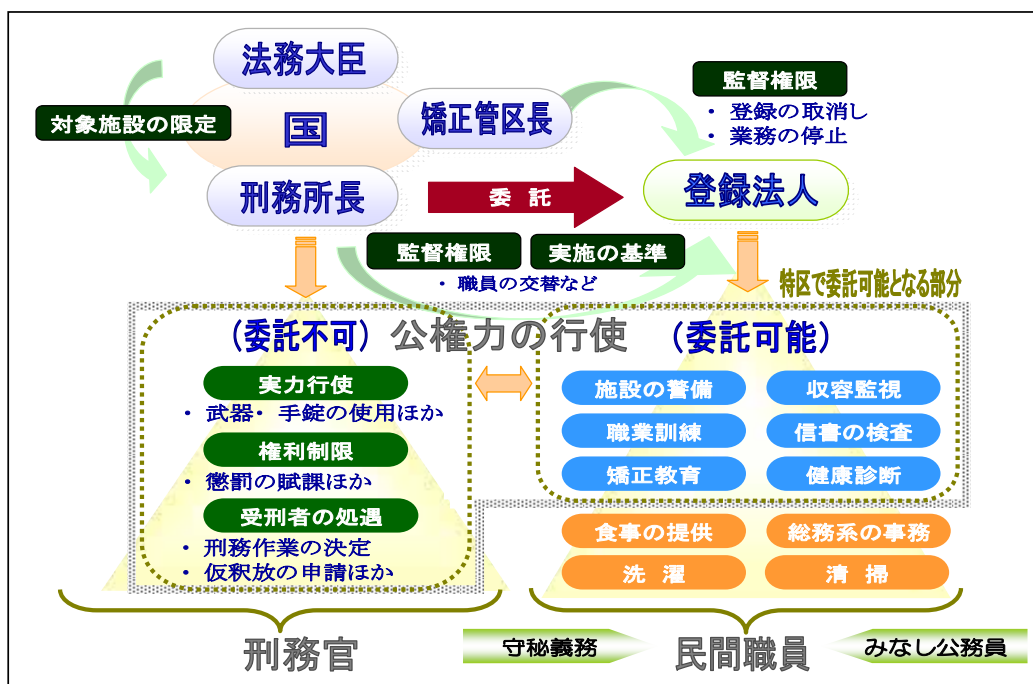 法務大臣
対象施設の限定
国
矯正管区長
監督権限
・ 登録の取消し
・ 業務の停止
刑務所長
委 託
登録法人
監督権限
実施の基準
・ 職員の交替など
特区で委託可能となる部分
(委託不可)
公権力の行使
(委託可能)
実力行使
・ 武器・ 手錠の使用ほか
権利制限
・ 懲罰の賦課ほか
受刑者の処遇
・ 刑務作業の決定
・ 仮釈放の申請ほか
施設の警備
収容監視
職業訓練
信書の検査
矯正教育
健康診断
食事の提供
総務系の事務
洗 濯
清 掃
刑務官
守秘義務
民間職員
みなし公務員